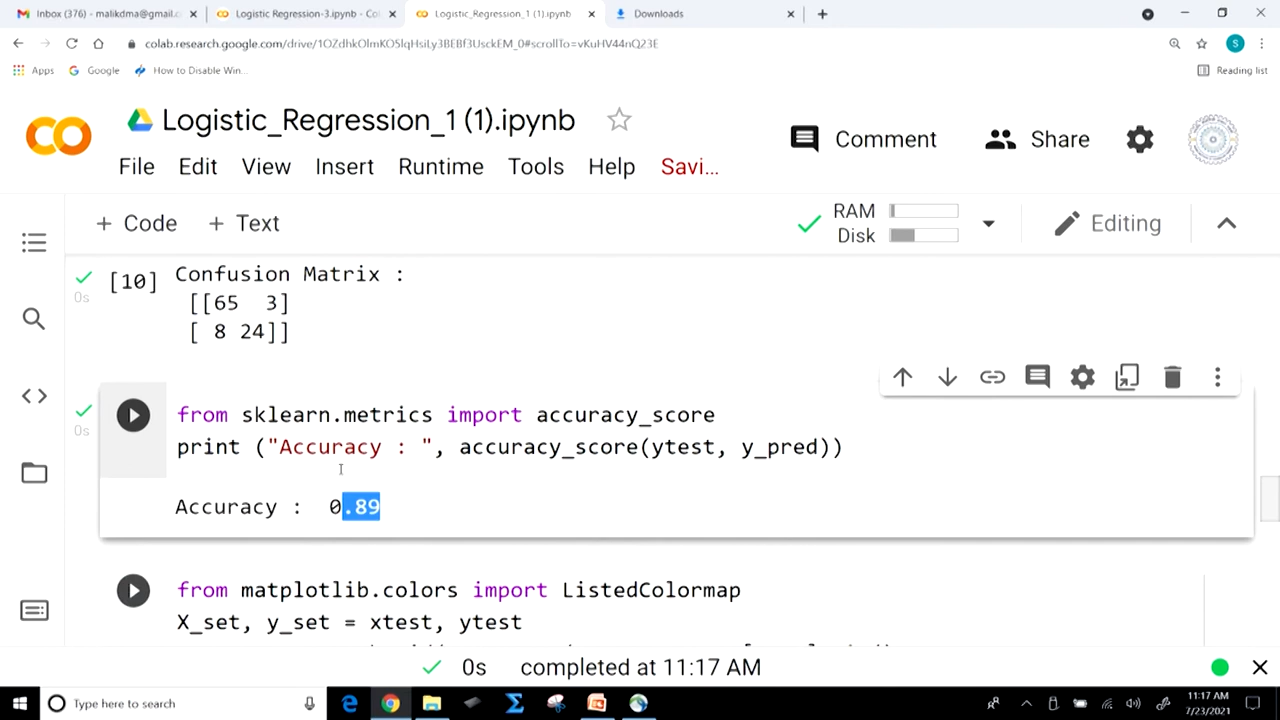 Inbox (376) - malikdma@gmail.c
Logistic Regression-3.ipynb - Col
Logistic_Regression_1 (1).ipynb
Downloads
colab.research.google.com/drive/1OZdhkOlmKO5lqHsiLy3BEBf3UsckEM_0#scrollTo=vKuHV44nQ23E
S
Apps
Google
How to Disable Win...
Reading list
Logistic_Regression_1 (1).ipynb
Comment
Share
File Edit View Insert Runtime Tools Help Savi...
+ Code + Text
RAM
Disk
Editing
[10]
0s
Confusion Matrix :
[[65 3]
[ 8 24]]
0s
from sklearn.metrics import accuracy_score
print ("Accuracy : ", accuracy_score(ytest, y_pred))
Accuracy : 0.89
from matplotlib.colors import ListedColormap
X_set, y_set = xtest, ytest
0s completed at 11:17 AM
Type here to search
11:17 AM
7/23/2021